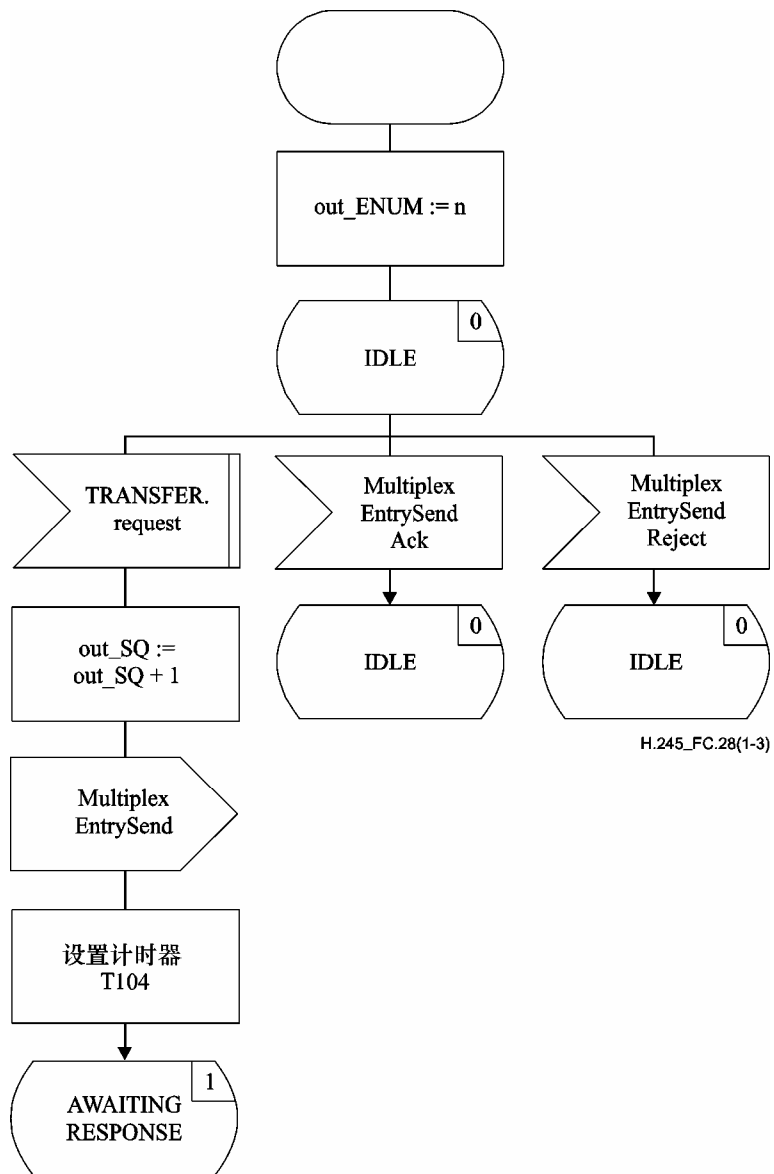 out_ENUM := n
0
IDLE
TRANSFER.
request
Multiplex
EntrySend
Ack
Multiplex
EntrySend
Reject
out_SQ :=
out_SQ + 1
0
IDLE
0
IDLE
H.245_FC.28(1-3)
Multiplex
EntrySend
设置计时器
T104
1
AWAITING
RESPONSE